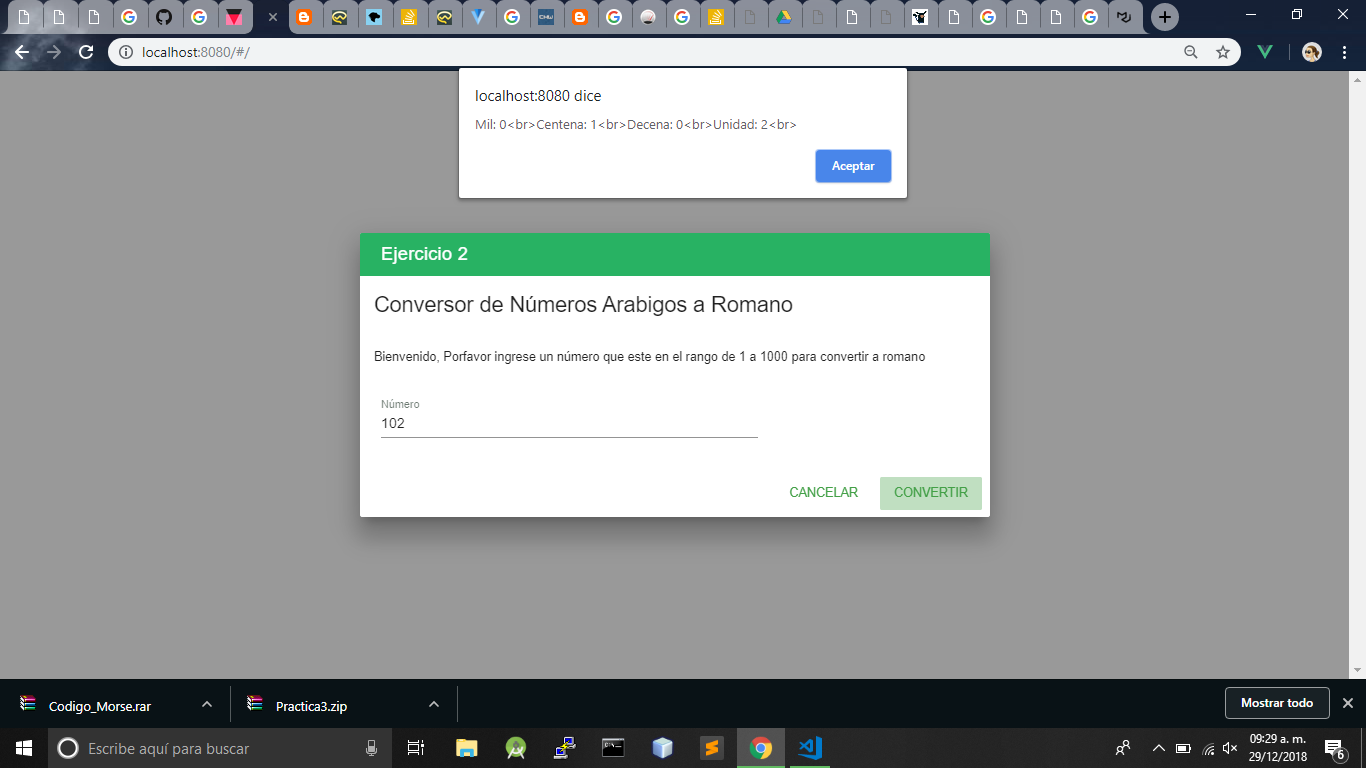 localhost:8080/#/
localhost:8080 dice
Mil: 0<br>Centena: 1<br>Decena: 0<br>Unidad: 2<br>
Aceptar
Ejercicio 2
Conversor de Números Arabigos a Romano
Bienvenido, Porfavor ingrese un número que este en el rango de 1 a 1000 para convertir a romano
Número
102
CANCELAR CONVERTIR
Codigo_Morse.rar Practica3.zip Mostrar todo
Escribe aquí para buscar
09:29 a. m.
29/12/2018
6